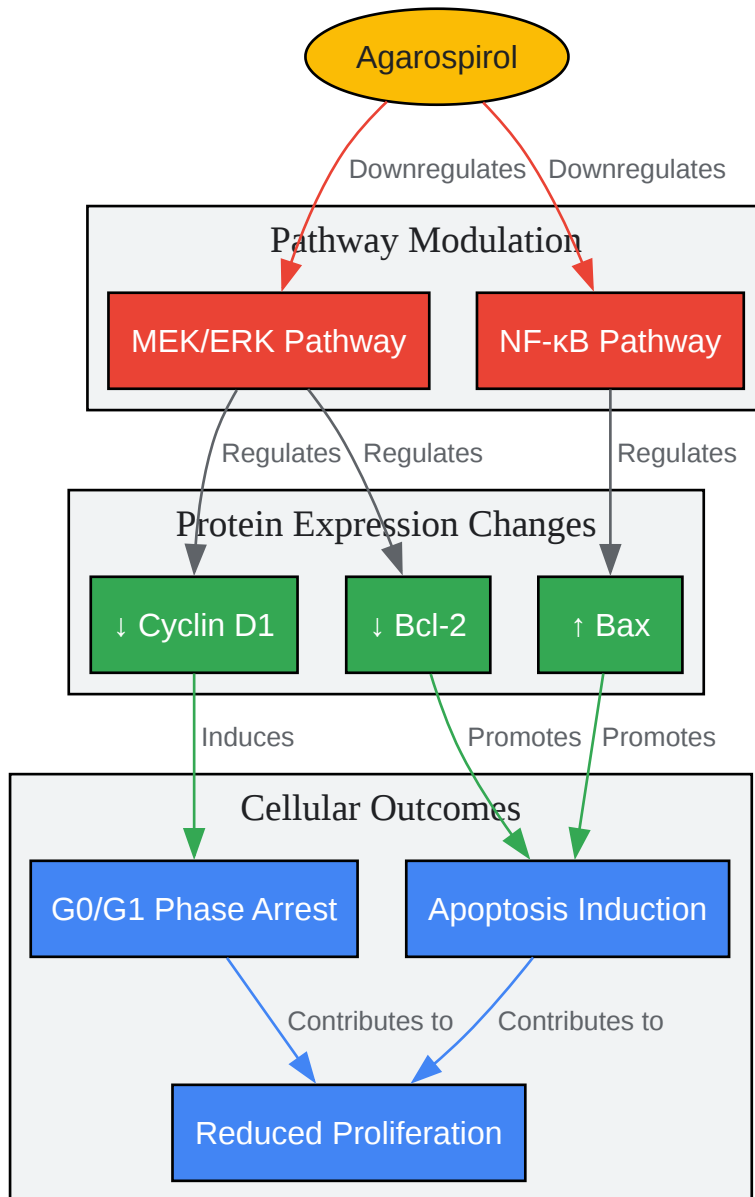 Agarospirol
Downregulates Downregulates
Pathway Modulation
MEK/ERK Pathway
NF-κB Pathway
Regulates Regulates Regulates
Protein Expression Changes
↓ Cyclin D1
↓ Bcl-2
↑ Bax
Induces Promotes Promotes
Cellular Outcomes
G0/G1 Phase Arrest
Apoptosis Induction
Contributes to Contributes to
Reduced Proliferation